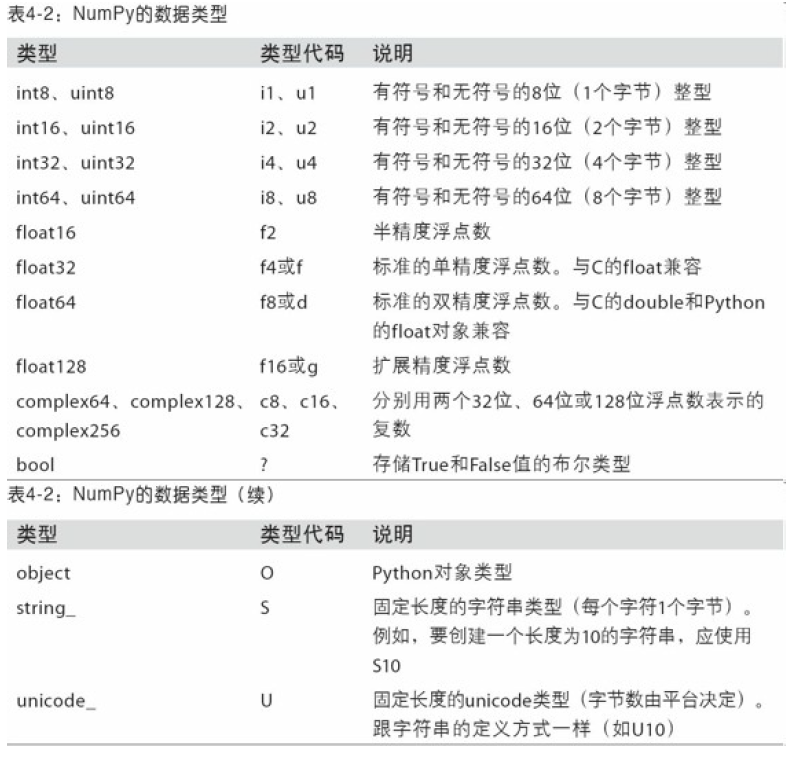 表4-2：NumPy的数据类型
类型 类型代码 说明
int8、uint8 i1、u1 有符号和无符号的8位（1个字节）整型
int16、uint16 i2、u2 有符号和无符号的16位（2个字节）整型
int32、uint32 i4、u4 有符号和无符号的32位（4个字节）整型
int64、uint64 i8、u8 有符号和无符号的64位（8个字节）整型
float16 f2 半精度浮点数
float32 f4或f 标准的单精度浮点数。与C的float兼容
float64 f8或d 标准的双精度浮点数。与C的double和Python
的float对象兼容
float128 f16或g 扩展精度浮点数
complex64、complex128、 c8、c16、 分别用两个32位、64位或128位浮点数表示的
complex256 c32 复数
bool ? 存储True和False值的布尔类型
表4-2：NumPy的数据类型（续）
类型 类型代码 说明
object O Python对象类型
string_ S 固定长度的字符串类型（每个字符1个字节）。
例如，要创建一个长度为10的字符串，应使用
S10
unicode_ U 固定长度的unicode类型（字节数由平台决定）。
跟字符串的定义方式一样（如U10）